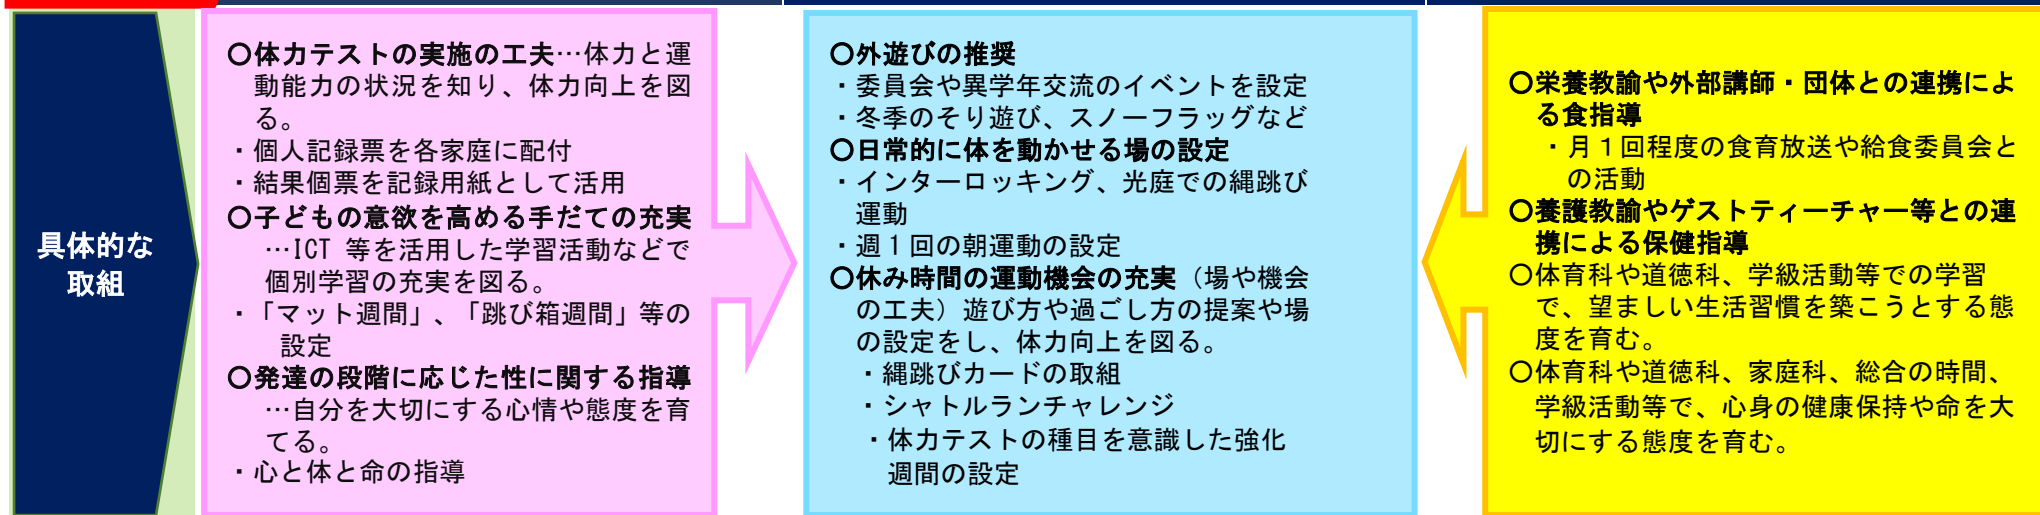 具体的な
取組
〇体力テストの実施の工夫…体力と運
動能力の状況を知り、体力向上を図
る。
・個人記録票を各家庭に配付
・結果個票を記録用紙として活用
〇子どもの意欲を高める手だての充実
…ICT 等を活用した学習活動などで
個別学習の充実を図る。
・「マット週間」、「跳び箱週間」等の
設定
〇発達の段階に応じた性に関する指導
…自分を大切にする心情や態度を育
てる。
・心と体と命の指導
〇外遊びの推奨
・委員会や異学年交流のイベントを設定
・冬季のそり遊び、スノーフラッグなど
〇日常的に体を動かせる場の設定
・インターロッキング、光庭での縄跳び
運動
・週１回の朝運動の設定
〇休み時間の運動機会の充実（場や機会
の工夫）遊び方や過ごし方の提案や場
の設定をし、体力向上を図る。
・縄跳びカードの取組
・シャトルランチャレンジ
・体力テストの種目を意識した強化
週間の設定
〇栄養教諭や外部講師・団体との連携によ
る食指導
・月１回程度の食育放送や給食委員会と
の活動
〇養護教諭やゲストティーチャー等との連
携による保健指導
〇体育科や道徳科、学級活動等での学習
で、望ましい生活習慣を築こうとする態
度を育む。
〇体育科や道徳科、家庭科、総合の時間、
学級活動等で、心身の健康保持や命を大
切にする態度を育む。